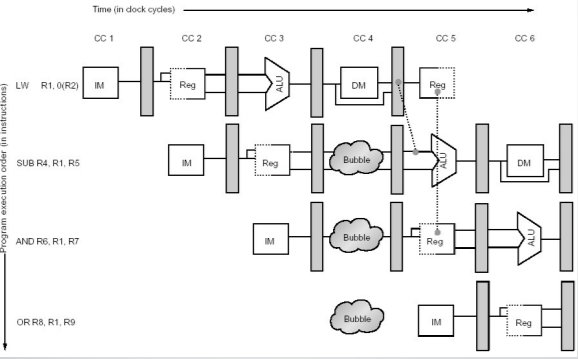 Time (in clock cycles)
CC 1 CC 2 CC 3 CC 4 CC 5 CC 6
Program execution order (in instructions)
LW R1, 0(R2) IM Reg ALU DM Reg
SUB R4, R1, R5 IM Reg Bubble ALU DM
AND R6, R1, R7 IM Bubble Reg ALU
OR R8, R1, R9 Bubble IM Reg